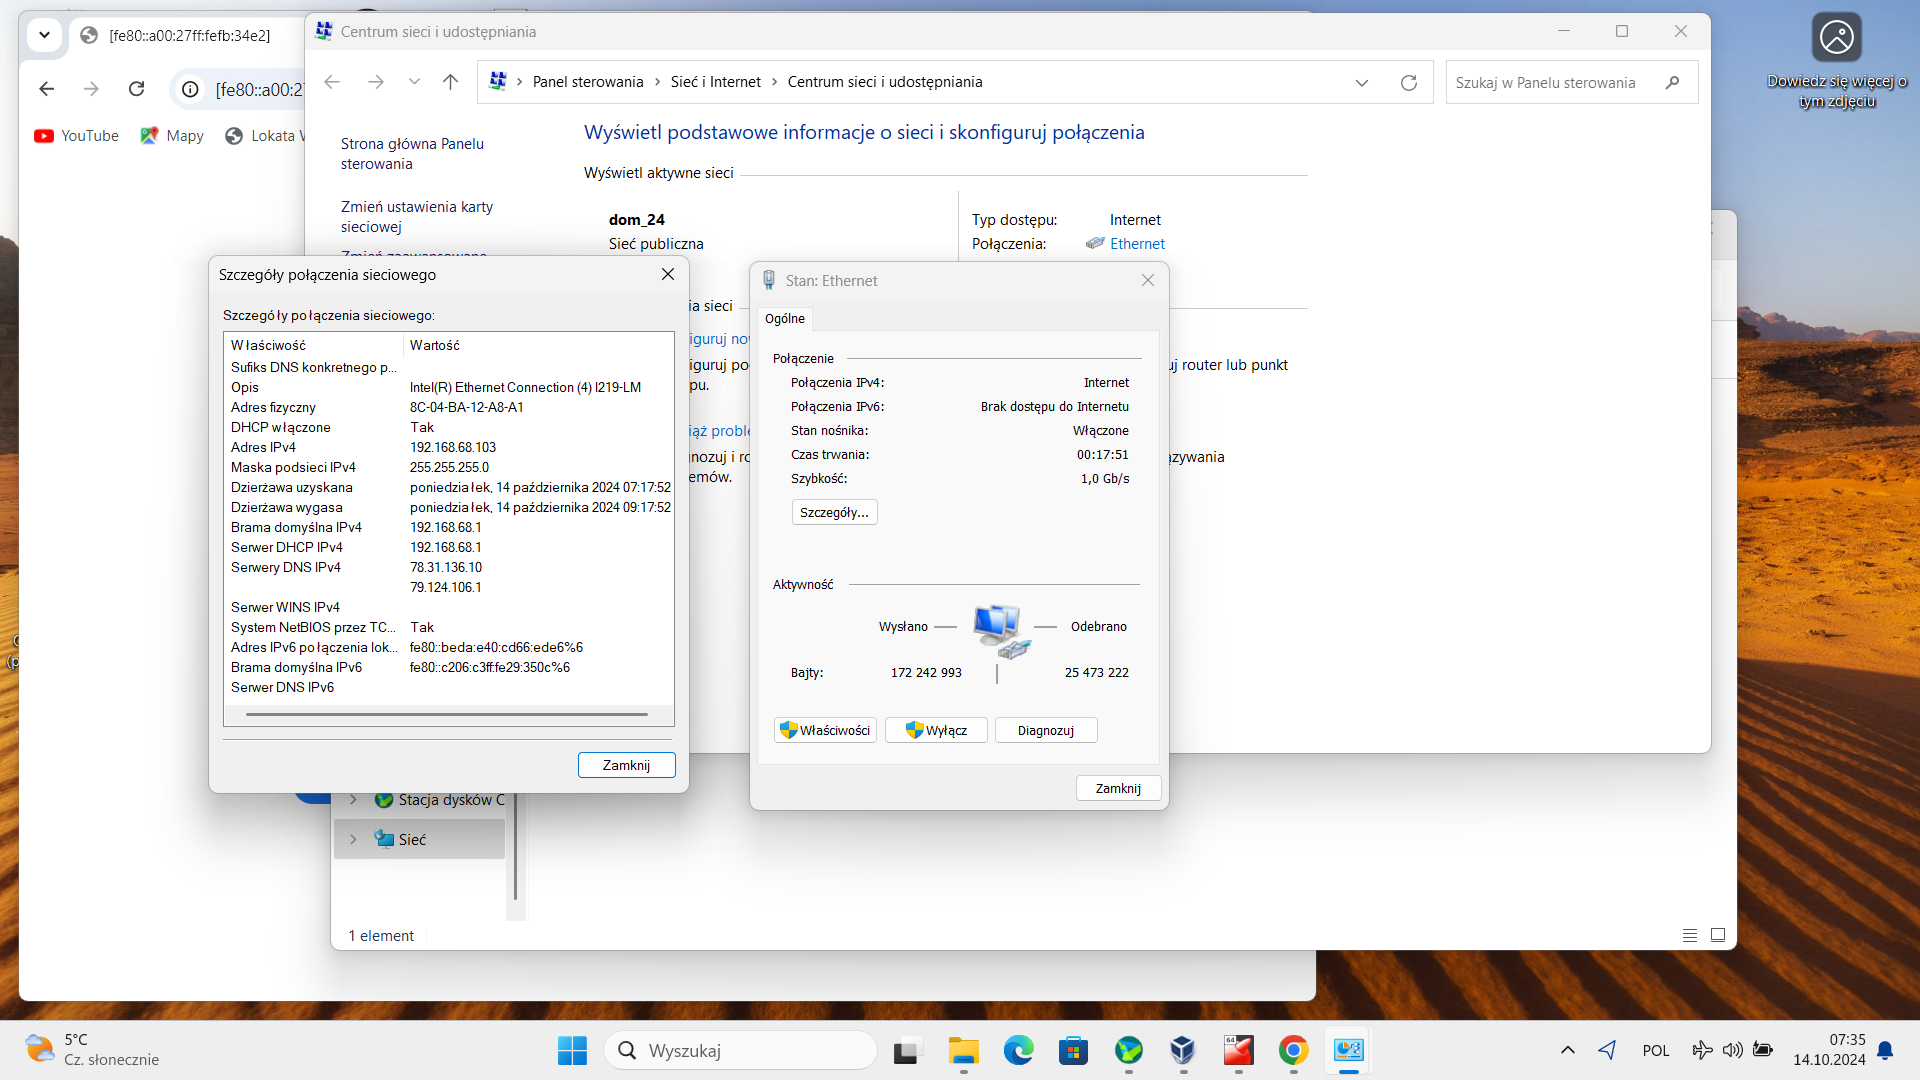 [fe80::a00:27ff:fefb:34e2]
[fe80::a00:2
YouTube
Mapy
Lokata
Centrum sieci i udostępniania
Panel sterowania > Sieć i Internet > Centrum sieci i udostępniania
Szukaj w Panelu sterowania
Strona główna Panelu
sterowania
Zmień ustawienia karty
sieciowej
Zmień zaawansowane
Wyświetl podstawowe informacje o sieci i skonfiguruj połączenia
Wyświetl aktywne sieci
dom_24
Sieć publiczna
Typ dostępu: Internet
Połączenia: Ethernet
ia sieci
iguruj nov
iguruj po
uj router lub punkt
pu.
iąż proble
nozuj i ro
zywania
emów.
Szczegóły połączenia sieciowego
Szczegóły połączenia sieciowego:
Właściwość Wartość
Sufiks DNS konkretnego p...
Opis Intel(R) Ethernet Connection (4) I219-LM
Adres fizyczny 8C-04-BA-12-A8-A1
DHCP włączone Tak
Adres IPv4 192.168.68.103
Maska podsieci IPv4 255.255.255.0
Dzierżawa uzyskana poniedziałek, 14 października 2024 07:17:52
Dzierżawa wygasa poniedziałek, 14 października 2024 09:17:52
Brama domyślna IPv4 192.168.68.1
Serwer DHCP IPv4 192.168.68.1
Serwery DNS IPv4 78.31.136.10
79.124.106.1
Serwer WINS IPv4
System NetBIOS przez TC... Tak
Adres IPv6 połączenia lok... fe80::beda:e40:cd66:ede6%6
Brama domyślna IPv6 fe80::c206:c3ff:fe29:350c%6
Serwer DNS IPv6
Zamknij
Stan: Ethernet
Ogólne
Połączenie
Połączenia IPv4: Internet
Połączenia IPv6: Brak dostępu do Internetu
Stan nośnika: Włączone
Czas trwania: 00:17:51
Szybkość: 1,0 Gb/s
Szczegóły...
Aktywność
Wysłano Odebrano
Bajty: 172 242 993 25 473 222
Właściwości
Wyłącz
Diagnozuj
Zamknij
Stacja dysków C
Sieć
1 element
Dowiedz się więcej o
tym zdjęciu
5°C
Cz. słonecznie
Wyszukaj
64
POL
07:35
14.10.2024